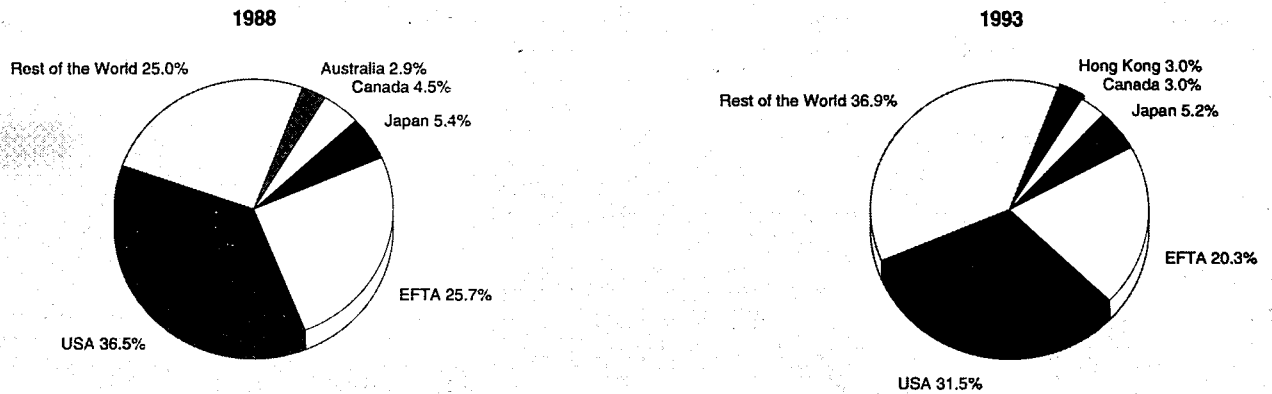 1988
Rest of the World 25.0%
Australia 2.9%
Canada 4.5%
Japan 5.4%
EFTA 25.7%
USA 36.5%
1993
Hong Kong 3.0%
Canada 3.0%
Rest of the World 36.9%
Japan 5.2%
EFTA 20.3%
USA 31.5%